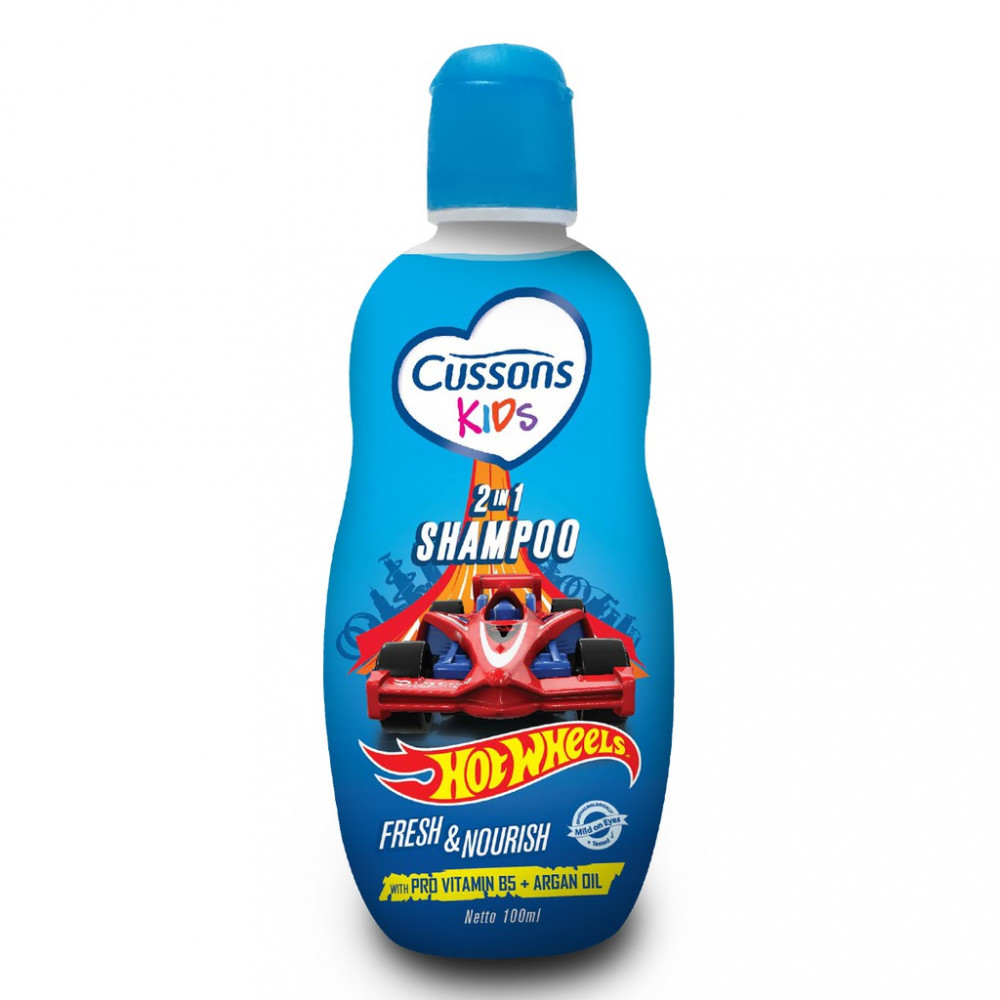 Cussons
KIDS
2 IN 1
SHAMPOO
HOT WHEELS
FRESH & NOURISH
Mild on Eyes
Tested
WITH PRO VITAMIN B5 + ARGAN OIL
Netto 100ml